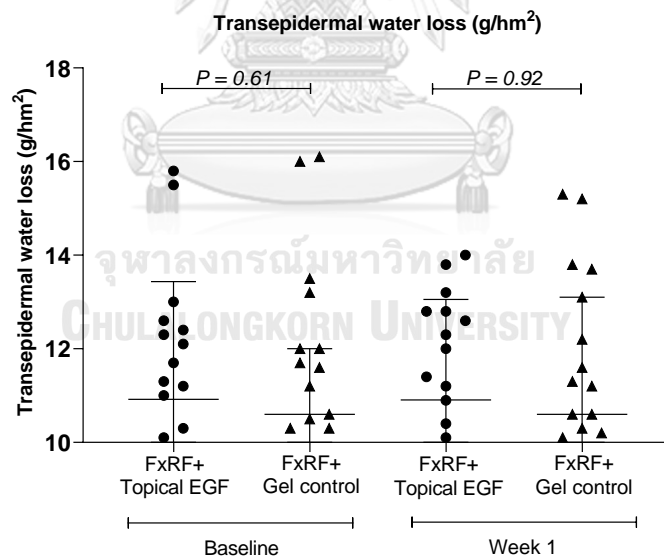 Transepidermal water loss (g/hm²)
Transepidermal water loss (g/hm²)
18
16
14
12
10
P = 0.61
P = 0.92
จุฬาลงกรณ์มหาวิทยาลัย
CHULALONGKORN UNIVERSITY
FxRF+
Topical EGF
FxRF+
Gel control
FxRF+
Topical EGF
FxRF+
Gel control
Baseline
Week 1